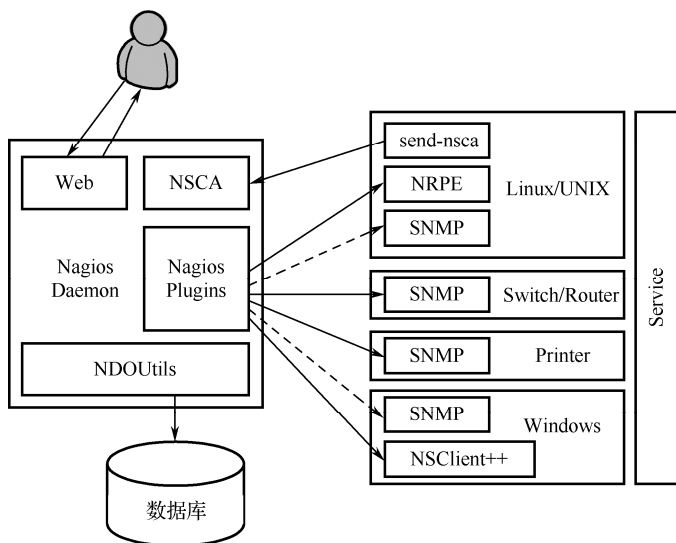 send-nsca
Web
NSCA
NRPE
Linux/UNIX
SNMP
Nagios
Daemon
Nagios
Plugins
SNMP
Switch/Router
Service
SNMP
Printer
NDOUtils
SNMP
Windows
NSClient++
数据库